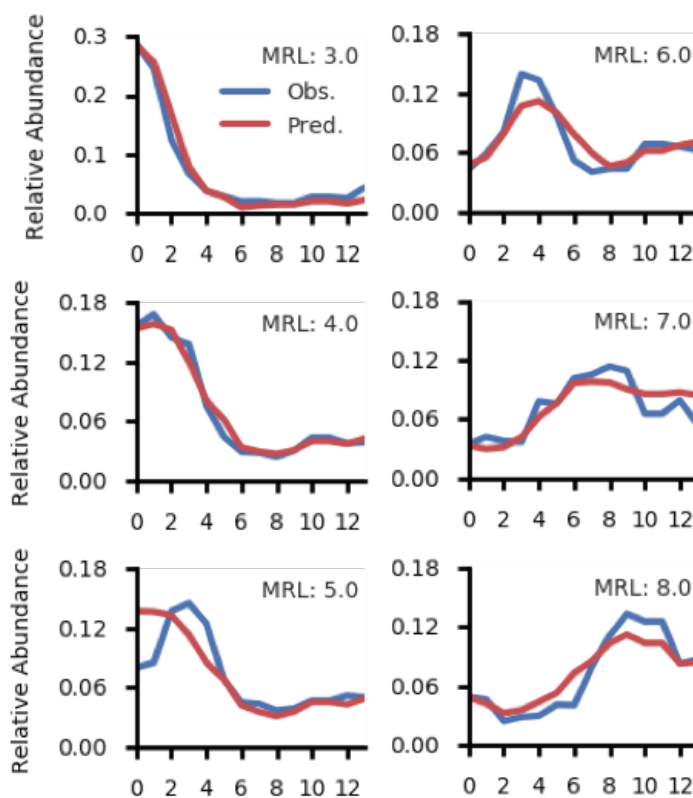 Relative Abundance
0.3
0.2
0.1
0.0
MRL: 3.0
Obs.
Pred.
0 2 4 6 8 10 12
0.18
0.12
0.06
0.00
MRL: 6.0
0 2 4 6 8 10 12
Relative Abundance
0.18
0.12
0.06
0.00
MRL: 4.0
0 2 4 6 8 10 12
0.18
0.12
0.06
0.00
MRL: 7.0
0 2 4 6 8 10 12
Relative Abundance
0.18
0.12
0.06
0.00
MRL: 5.0
0 2 4 6 8 10 12
0.18
0.12
0.06
0.00
MRL: 8.0
0 2 4 6 8 10 12